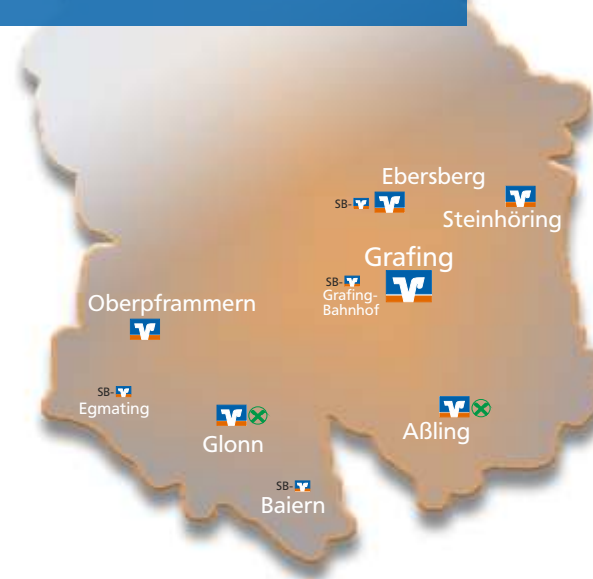 Ebersberg
SB-
Steinhöring
Grafing
SB-
Grafing-
Bahnhof
Oberpframmern
SB-
Egmating
Glonn
Aßling
SB-
Baiern